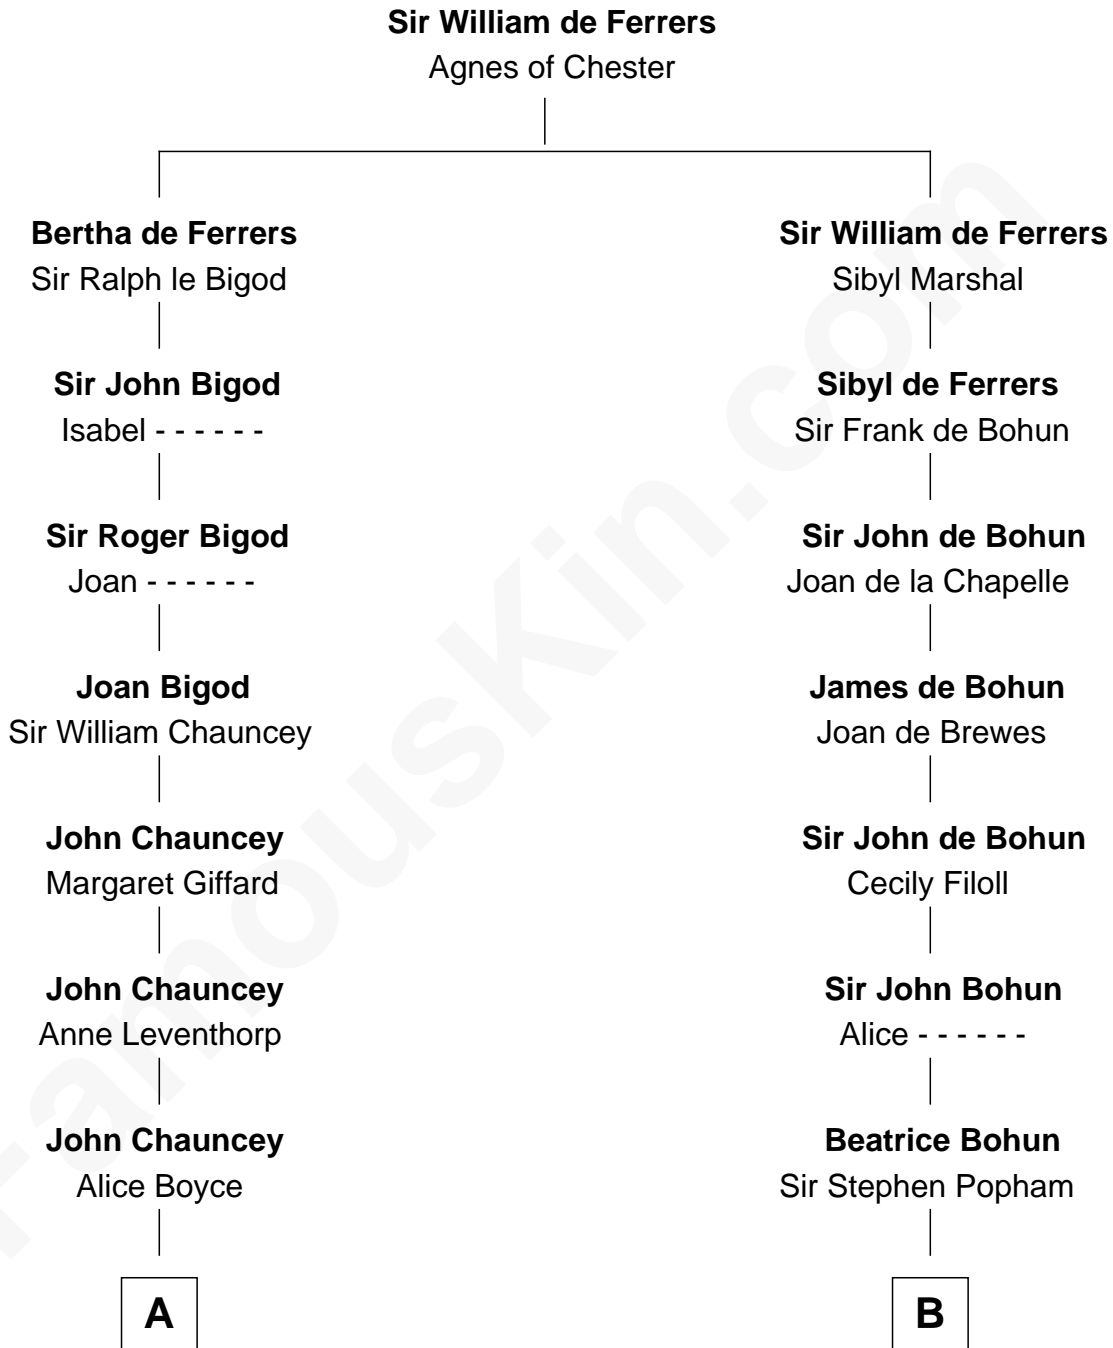 Sir William de Ferrers
Agnes of Chester
Bertha de Ferrers
Sir Ralph le Bigod
Sir John Bigod
Isabel - - - - - -
Sir Roger Bigod
Joan - - - - - -
Joan Bigod
Sir William Chauncey
John Chauncey
Margaret Giffard
John Chauncey
Anne Leventhorp
John Chauncey
Alice Boyce
A
Sir William de Ferrers
Sibyl Marshal
Sibyl de Ferrers
Sir Frank de Bohun
Sir John de Bohun
Joan de la Chapelle
James de Bohun
Joan de Brewes
Sir John de Bohun
Cecily Filoll
Sir John Bohun
Alice - - - - - -
Beatrice Bohun
Sir Stephen Popham
B
FamousKin.com